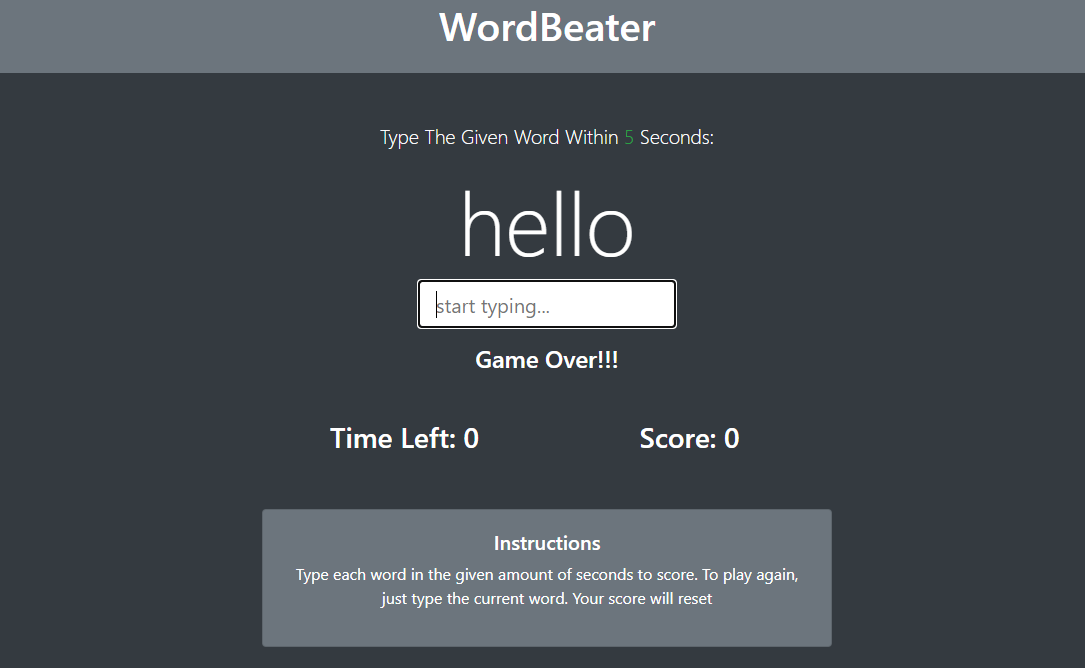 WordBeater
Type The Given Word Within 5 Seconds:
hello
start typing...
Game Over!!!
Time Left: 0 Score: 0
Instructions
Type each word in the given amount of seconds to score. To play again,
just type the current word. Your score will reset